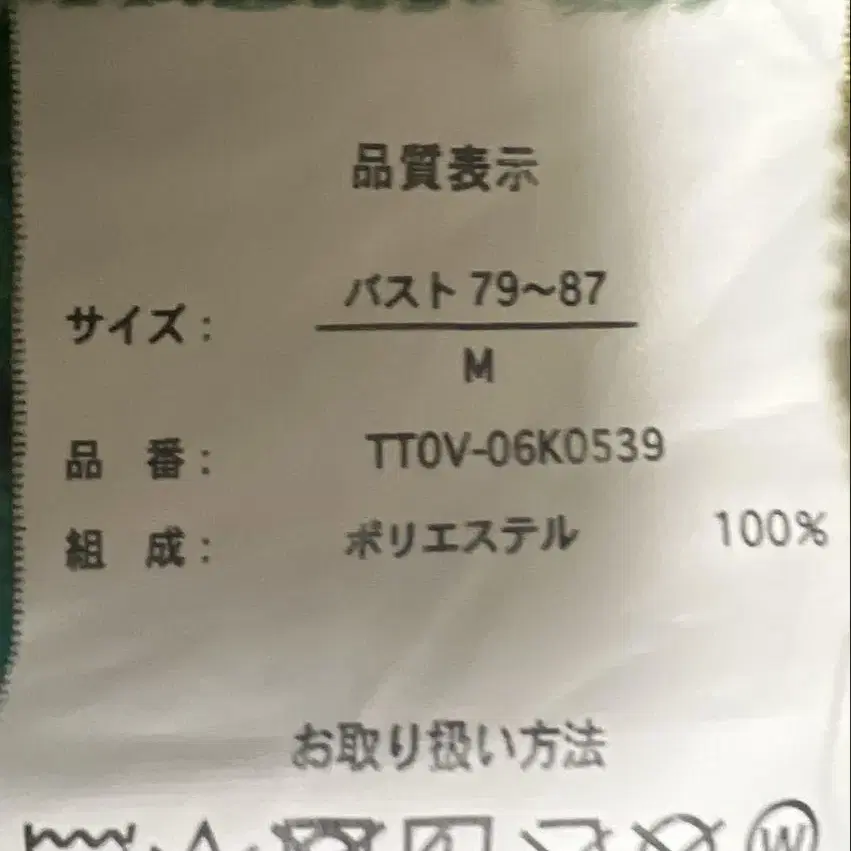 品質表示
サイズ: バスト 79〜87
M
品 番: TTOV-06K0539
組 成: ポリエステル 100%
お取り扱い方法
W